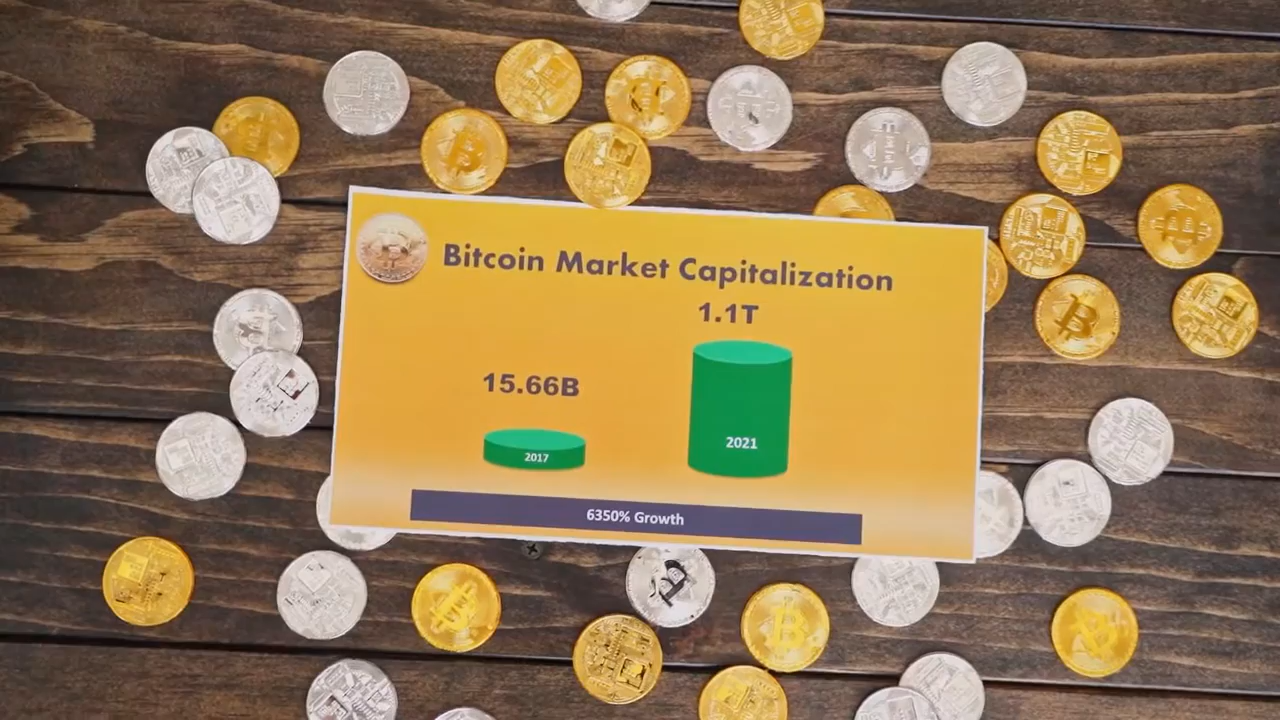 Bitcoin Market Capitalization
1.1T
15.66B
2021
2017
6350% Growth